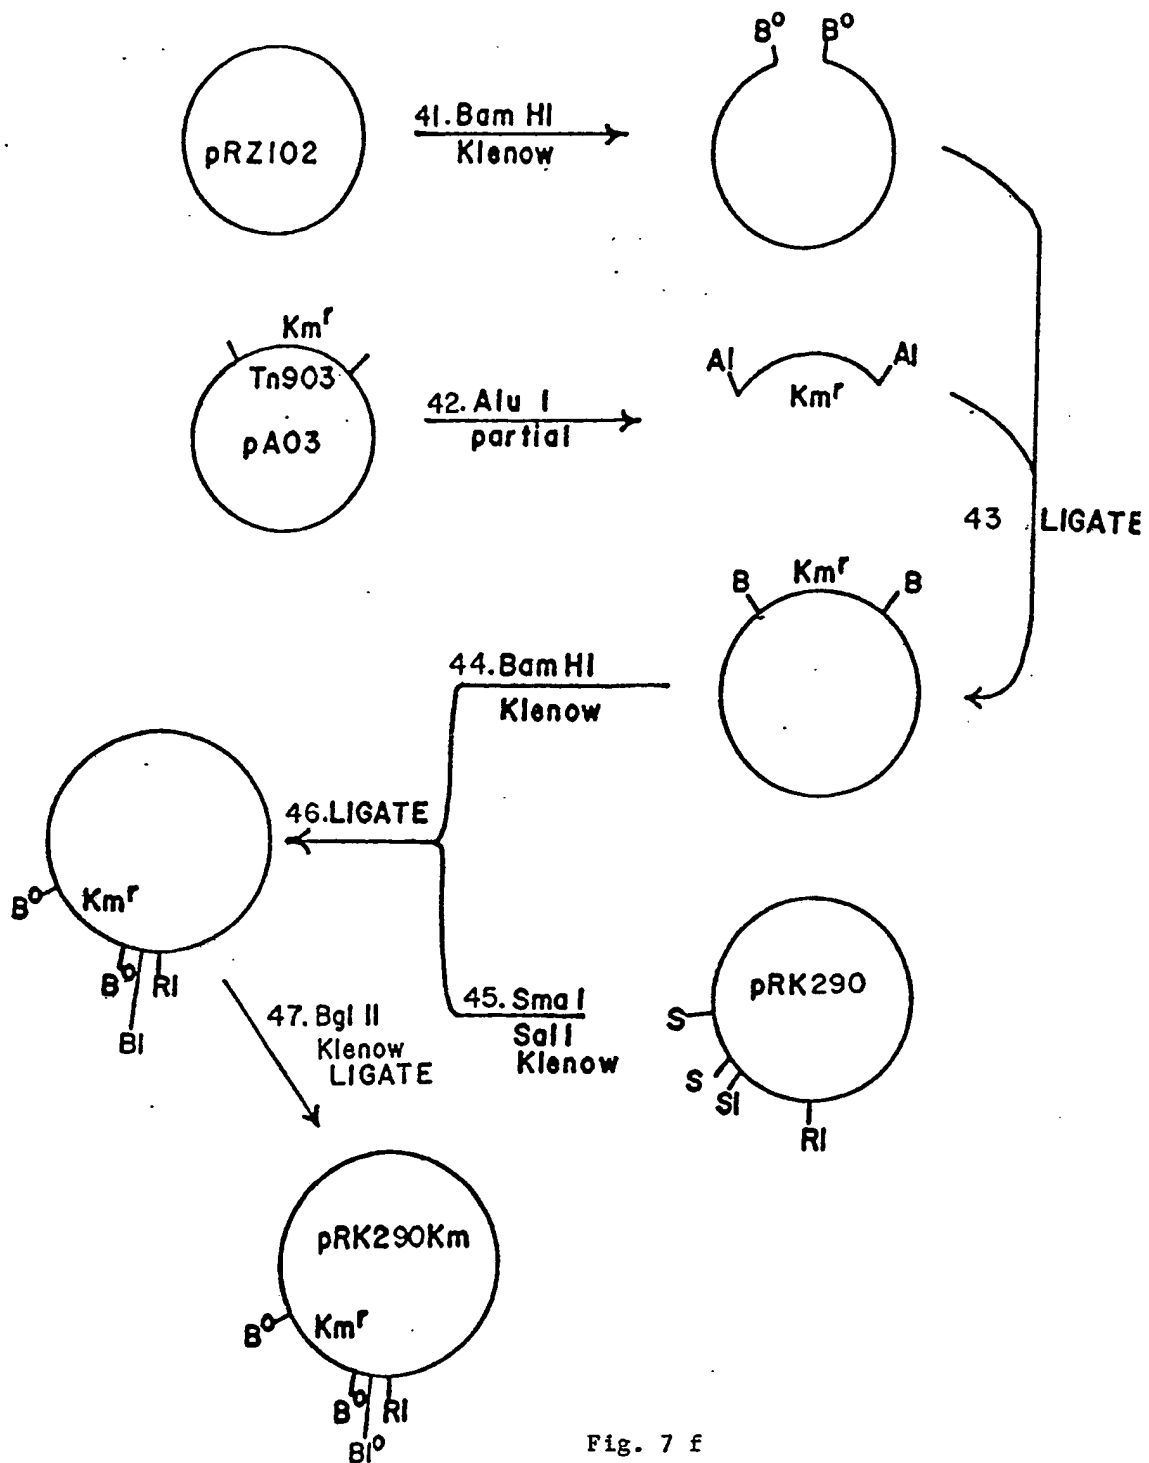 B° B°
pRZ102
41. Bam HI
Klenow
Kmʳ
Tn903
pA03
42. Alu I
partial
AI AI
Kmʳ
43 LIGATE
B Kmʳ B
44. Bam HI
Klenow
46. LIGATE
B° Kmʳ
B° RI
BI
45. Sma I
Sal I
Klenow
pRK290
S
S
SI
RI
47. Bgl II
Klenow
LIGATE
pRK290Km
B° Kmʳ
B° RI
BI°
Fig. 7 f